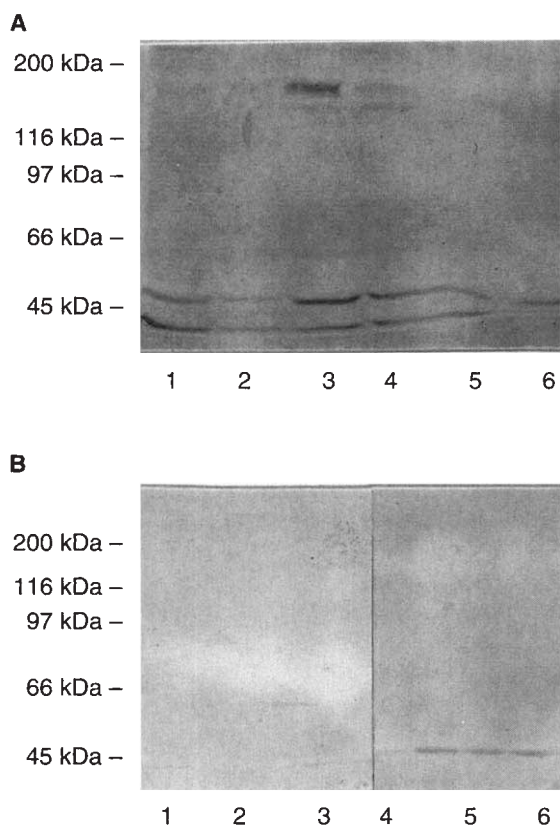 A
200 kDa –
116 kDa –
97 kDa –
66 kDa –
45 kDa –
1 2 3 4 5 6
B
200 kDa –
116 kDa –
97 kDa –
66 kDa –
45 kDa –
1 2 3 4 5 6